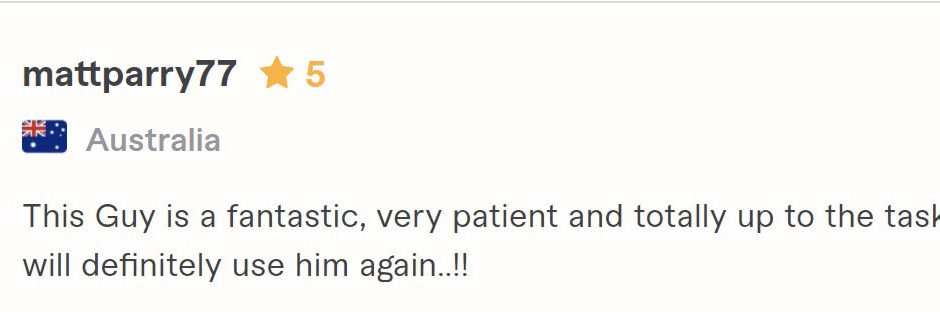 mattparry77 5
Australia
This Guy is a fantastic, very patient and totally up to the task
will definitely use him again..!!